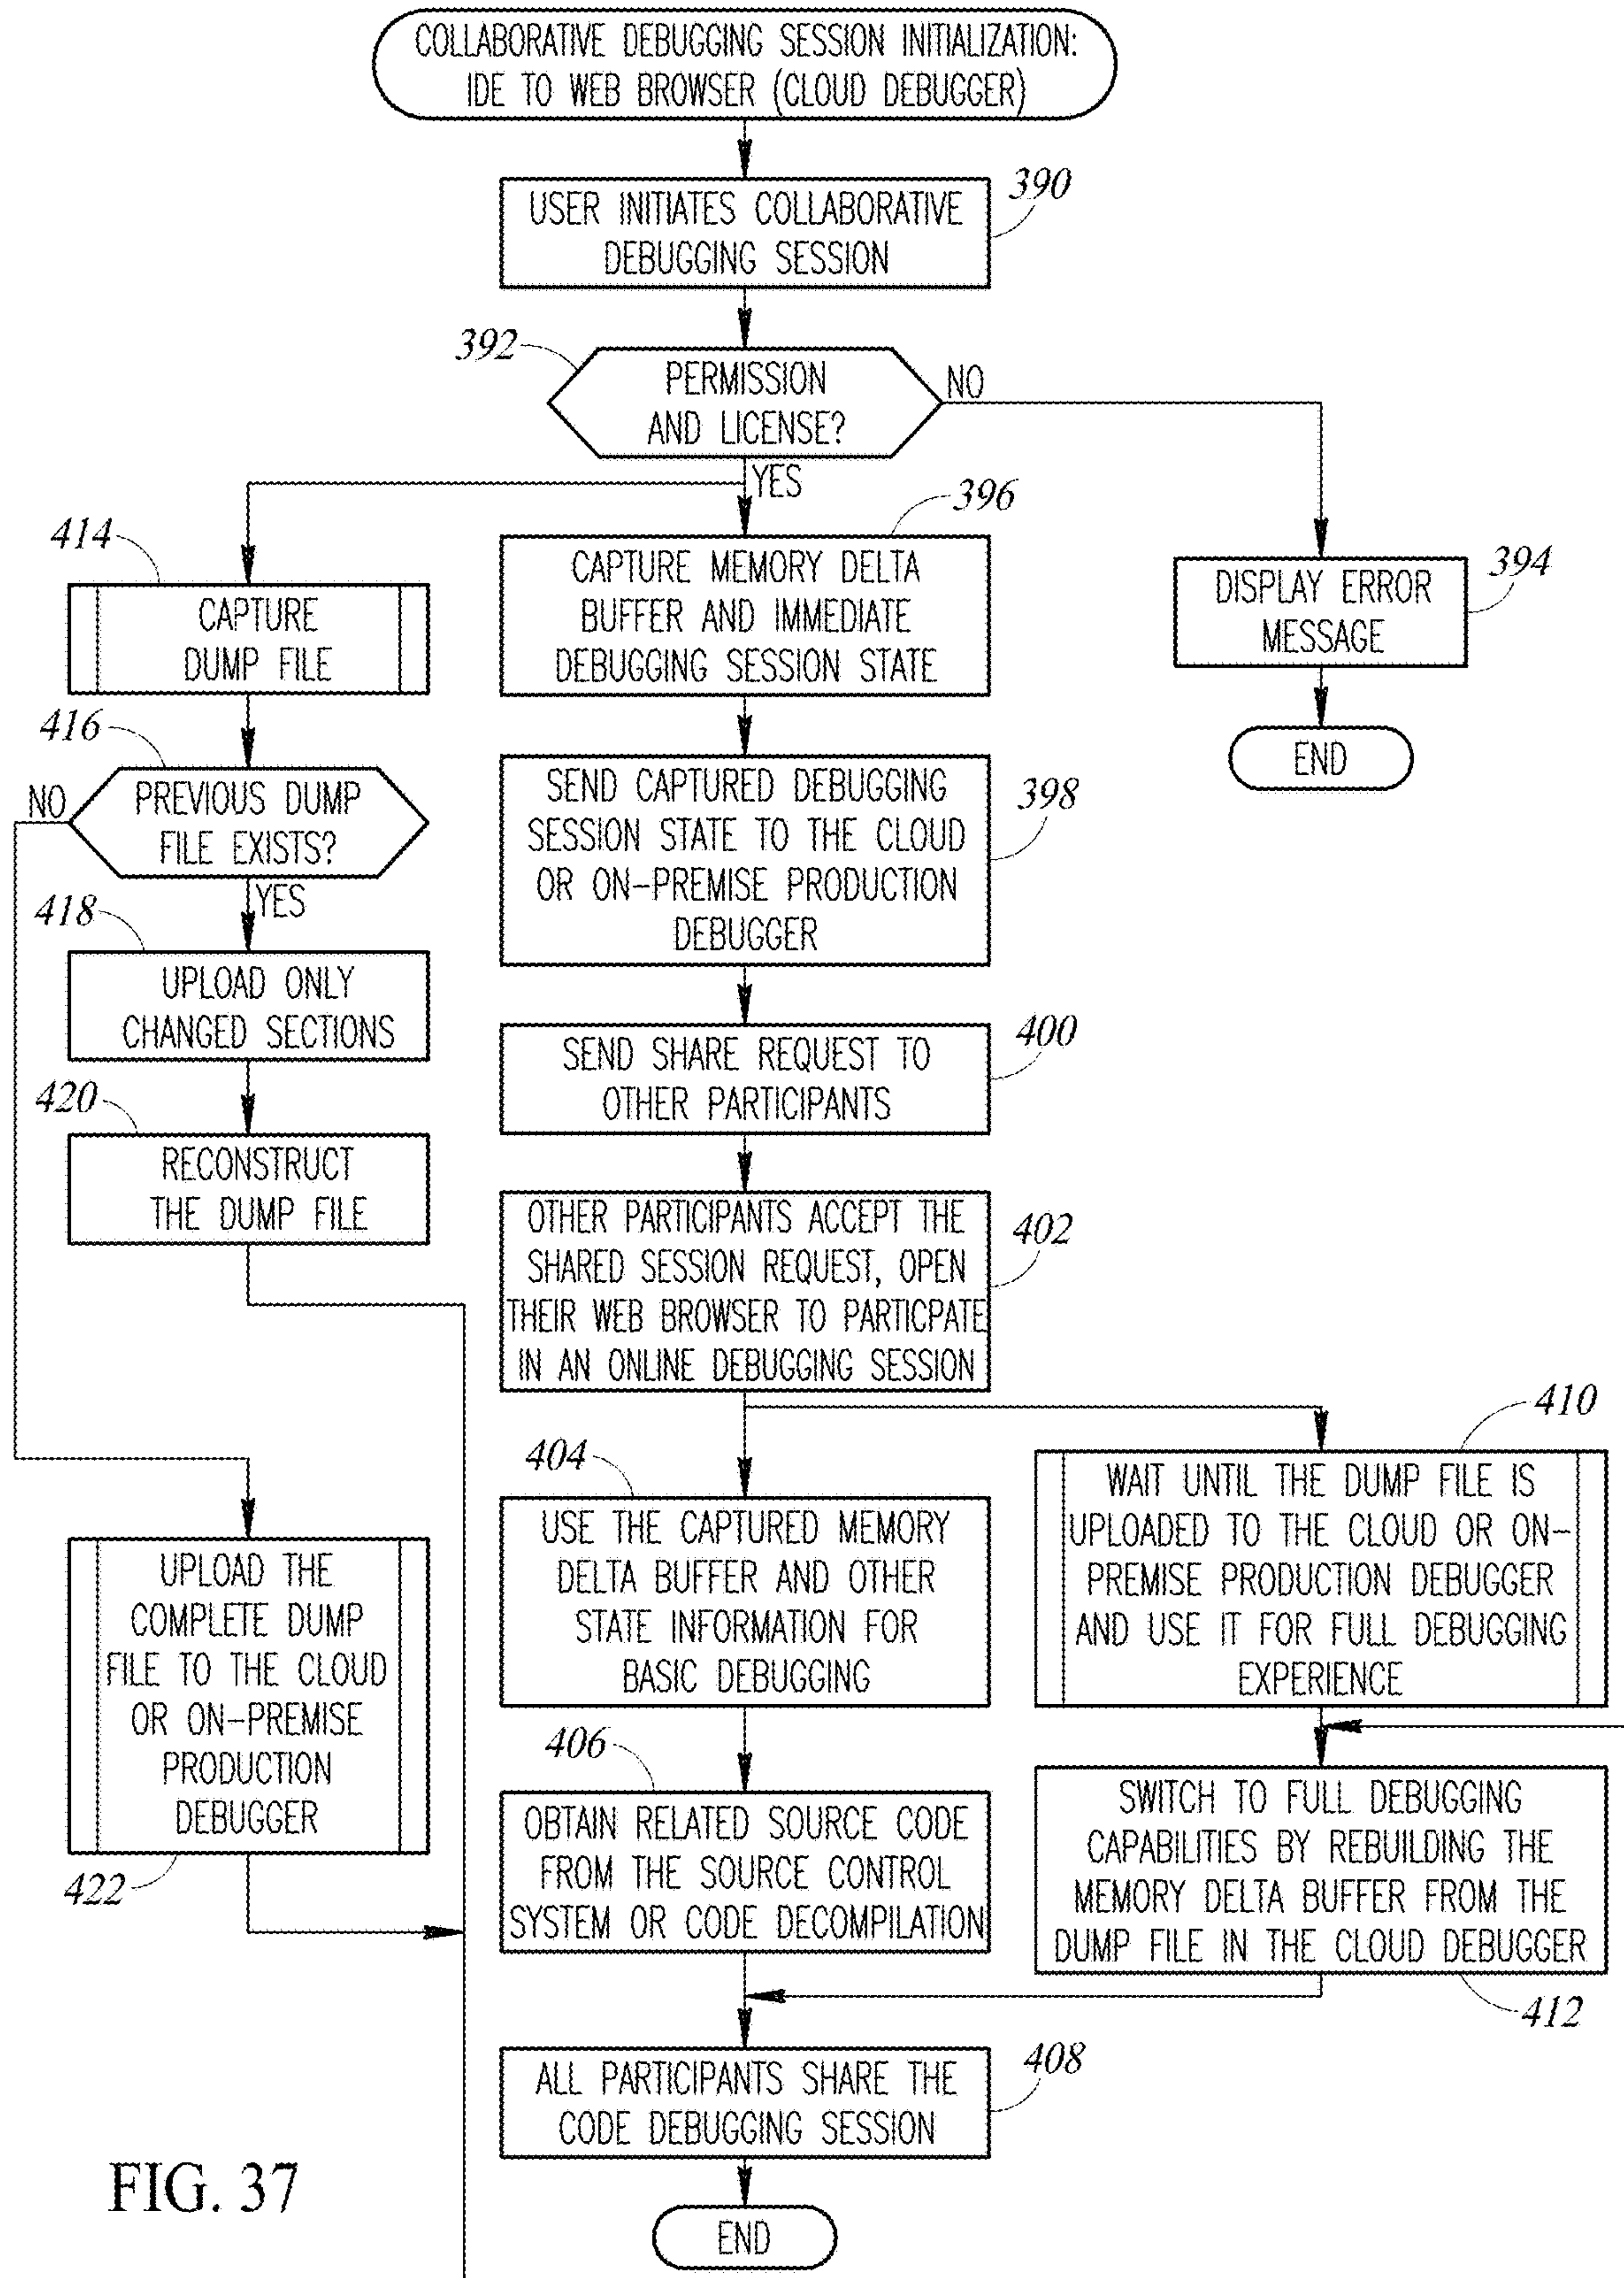 COLLABORATIVE DEBUGGING SESSION INITIALIZATION:
IDE TO WEB BROWSER (CLOUD DEBUGGER)
390
USER INITIATES COLLABORATIVE
DEBUGGING SESSION
392
PERMISSION
AND LICENSE?
NO
YES
396
CAPTURE MEMORY DELTA
BUFFER AND IMMEDIATE
DEBUGGING SESSION STATE
394
DISPLAY ERROR
MESSAGE
END
414
CAPTURE
DUMP FILE
416
PREVIOUS DUMP
FILE EXISTS?
NO
YES
418
UPLOAD ONLY
CHANGED SECTIONS
420
RECONSTRUCT
THE DUMP FILE
398
SEND CAPTURED DEBUGGING
SESSION STATE TO THE CLOUD
OR ON-PREMISE PRODUCTION
DEBUGGER
400
SEND SHARE REQUEST TO
OTHER PARTICIPANTS
402
OTHER PARTICIPANTS ACCEPT THE
SHARED SESSION REQUEST, OPEN
THEIR WEB BROWSER TO PARTICPATE
IN AN ONLINE DEBUGGING SESSION
404
USE THE CAPTURED MEMORY
DELTA BUFFER AND OTHER
STATE INFORMATION FOR
BASIC DEBUGGING
410
WAIT UNTIL THE DUMP FILE IS
UPLOADED TO THE CLOUD OR ON-
PREMISE PRODUCTION DEBUGGER
AND USE IT FOR FULL DEBUGGING
EXPERIENCE
UPLOAD THE
COMPLETE DUMP
FILE TO THE CLOUD
OR ON-PREMISE
PRODUCTION
DEBUGGER
422
406
OBTAIN RELATED SOURCE CODE
FROM THE SOURCE CONTROL
SYSTEM OR CODE DECOMPILATION
SWITCH TO FULL DEBUGGING
CAPABILITIES BY REBUILDING THE
MEMORY DELTA BUFFER FROM THE
DUMP FILE IN THE CLOUD DEBUGGER
412
408
ALL PARTICIPANTS SHARE THE
CODE DEBUGGING SESSION
END
FIG. 37